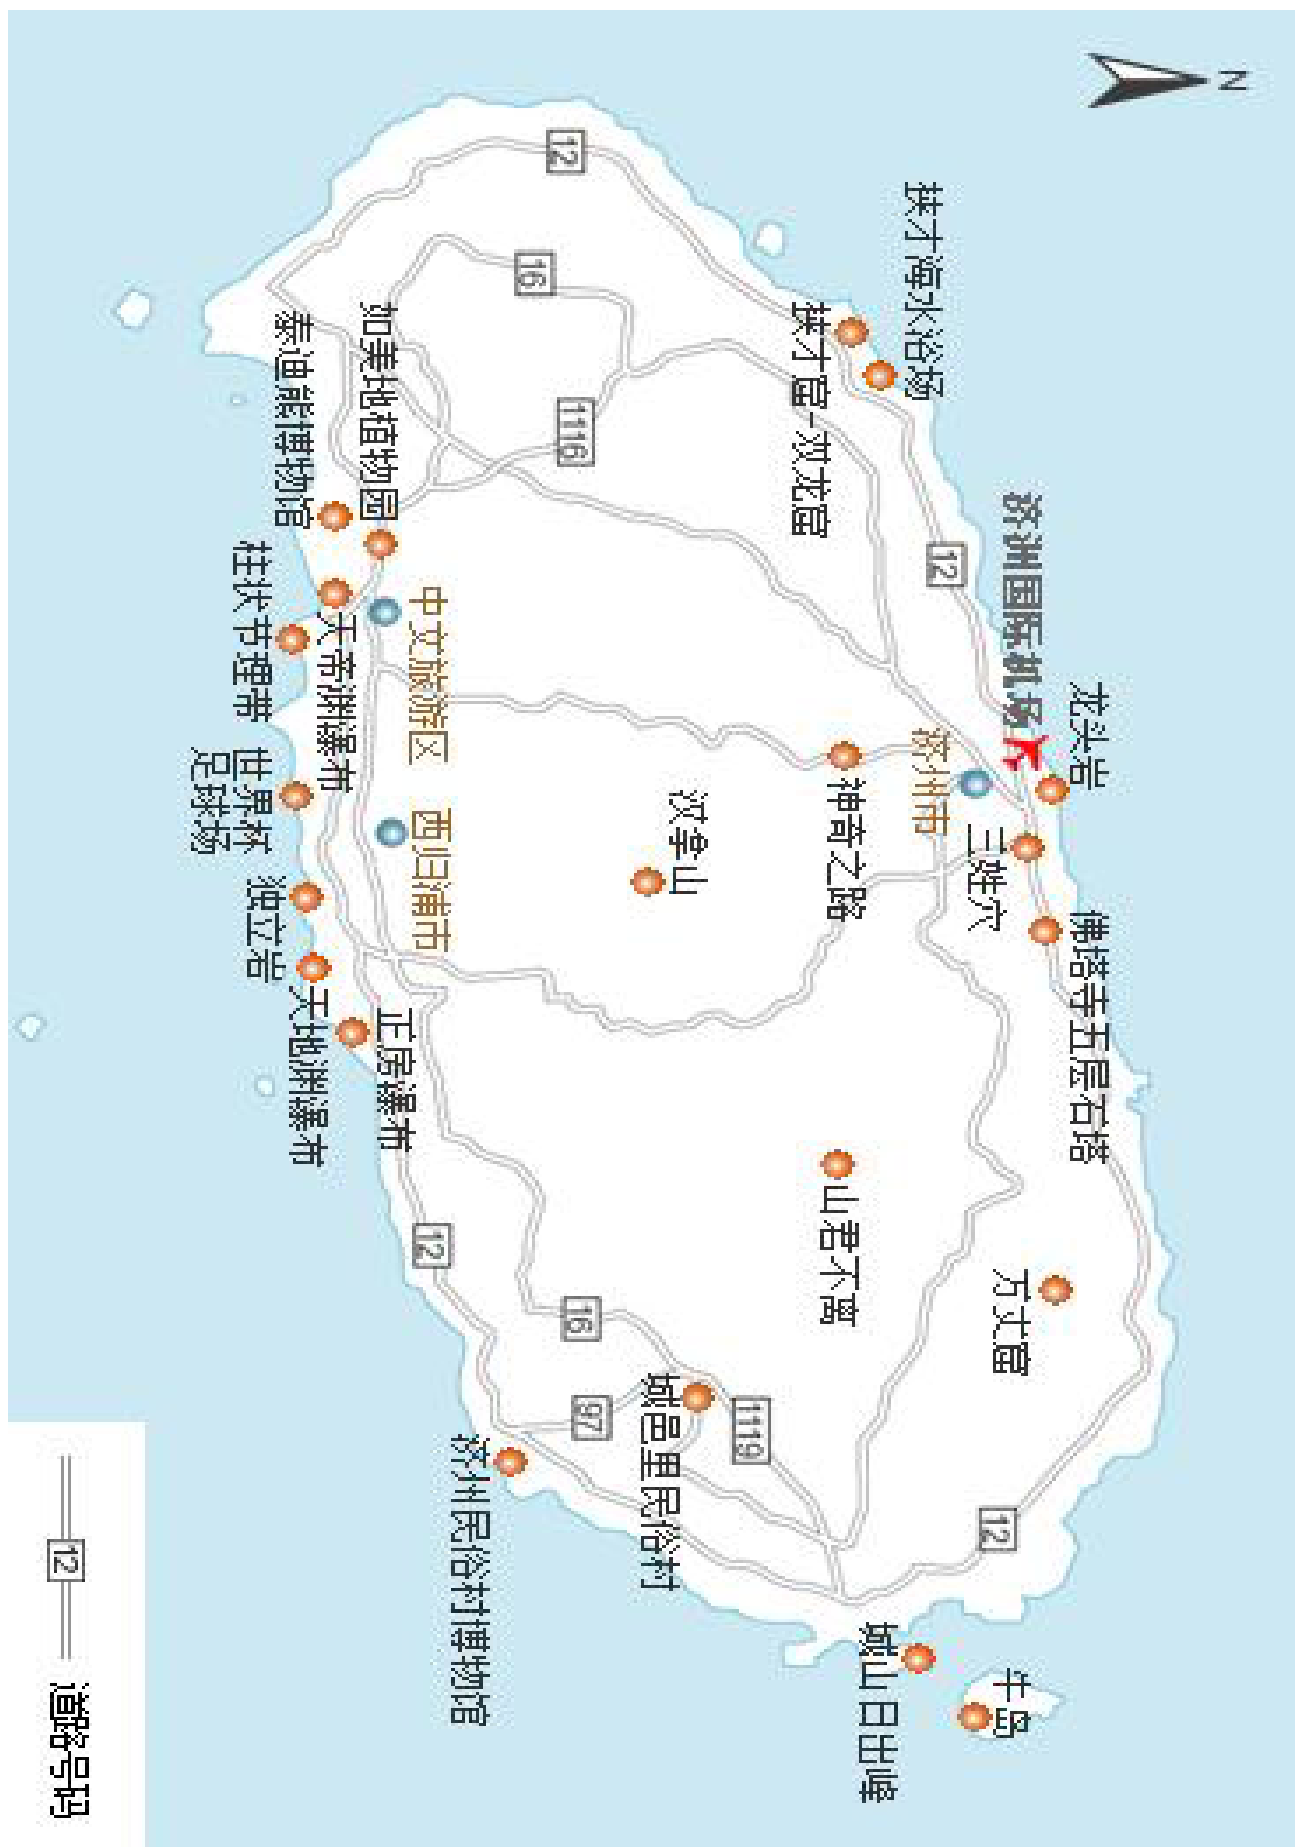 N
12
挟才海水浴场
16
挟才窟-双龙窟
如美地植物园
泰迪熊博物馆
1116
济洲国际机场
12
柱状节理带
天帝渊瀑布
中文旅游区
龙头岩
济州市
世界杯
足球场
西归浦市
汉拿山
神奇之路
三姓穴
独立岩
佛塔寺五层石塔
天地渊瀑布
正房瀑布
山君不离
12
万丈窟
16
97
1119
城邑里民俗村
济州民俗村博物馆
12
城山日出峰
牛岛
12
道路号码